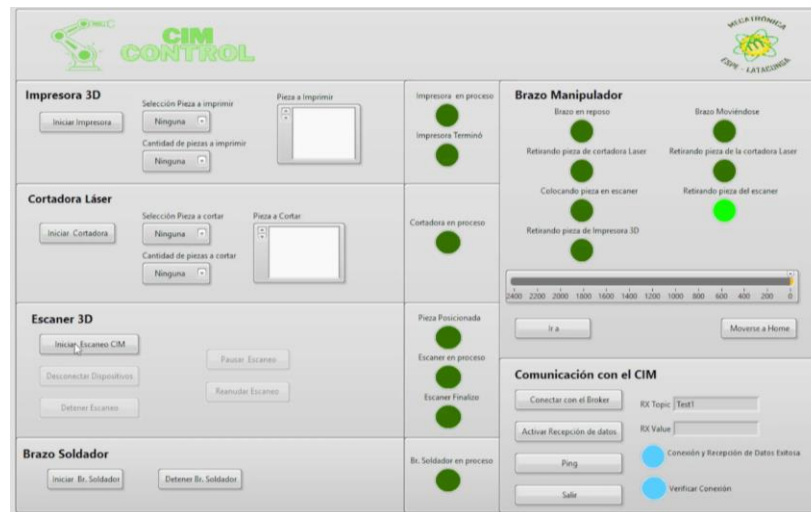 CIM
CONTROL
MECATRÓNICA
ESPE - LATACUNGA
Impresora 3D
Iniciar Impresora
Selección Pieza a imprimir
Ninguna
Cantidad de piezas a imprimir
Ninguna
Pieza a Imprimir
Impresora en proceso
Impresora Terminó
Cortadora Láser
Iniciar Cortadora
Selección Pieza a cortar
Ninguna
Cantidad de piezas a cortar
Ninguna
Pieza a Cortar
Cortadora en proceso
Escaner 3D
Iniciar Escaneo CIM
Desconectar Dispositivos
Detener Escaneo
Pausar Escaneo
Reanudar Escaneo
Pieza Posicionada
Escaner en proceso
Escaner Finalizo
Brazo Soldador
Iniciar Br. Soldador
Detener Br. Soldador
Br. Soldador en proceso
Brazo Manipulador
Brazo en reposo
Brazo Moviéndose
Retirando pieza de cortadora Laser
Retirando pieza de la cortadora Laser
Colocando pieza en escaner
Retirando pieza del escaner
Retirando pieza de Impresora 3D
2400 2200 2000 1800 1600 1400 1200 1000 800 600 400 200 0
Ir a
Moverse a Home
Comunicación con el CIM
Conectar con el Broker
RX Topic Test1
Activar Recepción de datos
RX Value
Ping
Conexión y Recepción de Datos Exitosa
Salir
Verificar Conexión